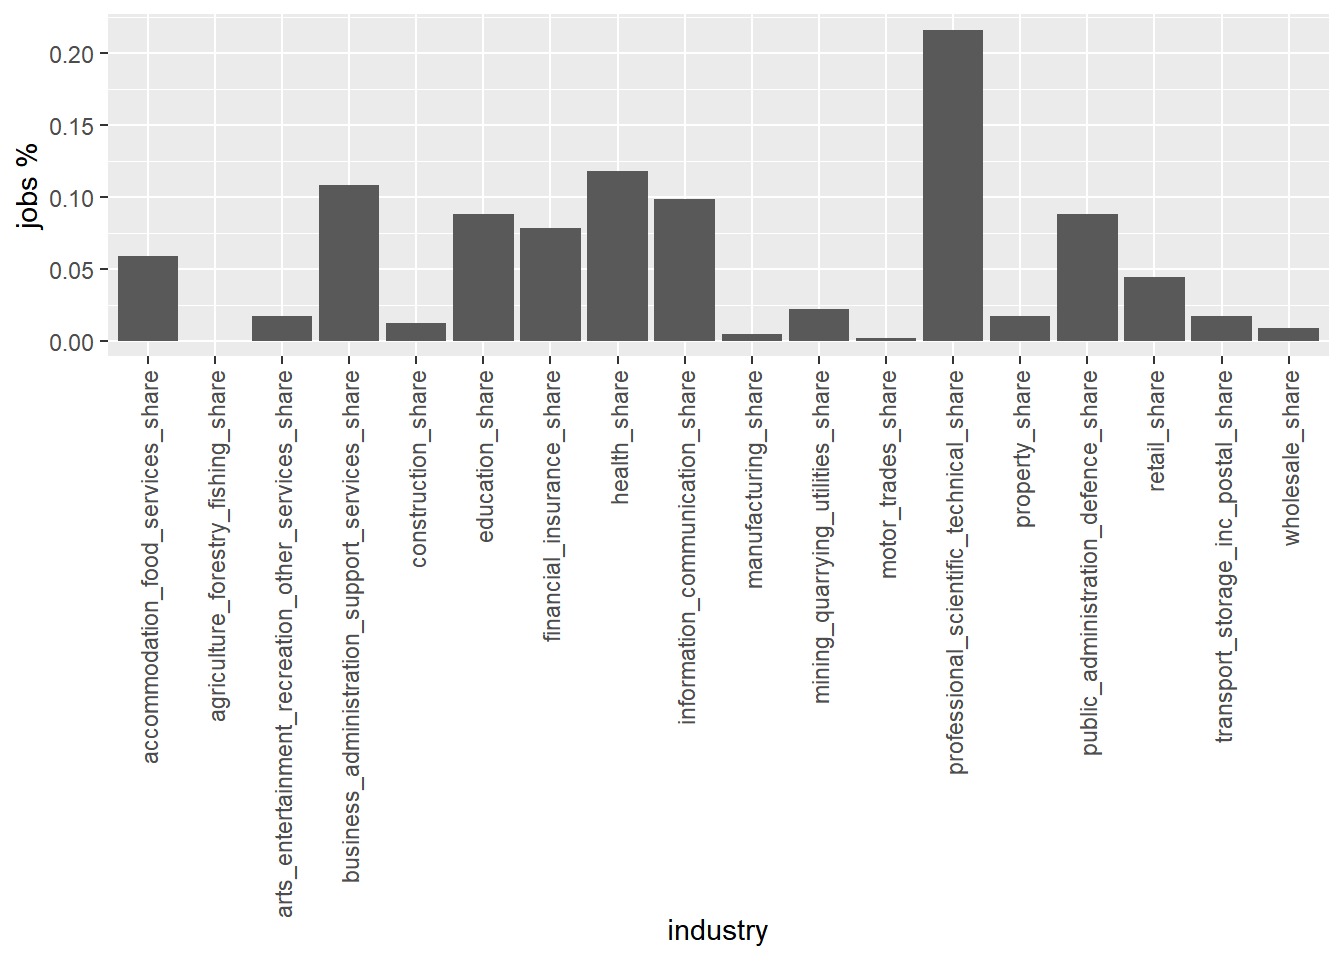 0.20
0.15
0.10
0.05
0.00
jobs %
accommodation_food_services_share
agriculture_forestry_fishing_share
arts_entertainment_recreation_other_services_share
business_administration_support_services_share
construction_share
education_share
financial_insurance_share
health_share
information_communication_share
manufacturing_share
mining_quarrying_utilities_share
motor_trades_share
professional_scientific_technical_share
property_share
public_administration_defence_share
retail_share
transport_storage_inc_postal_share
wholesale_share
industry